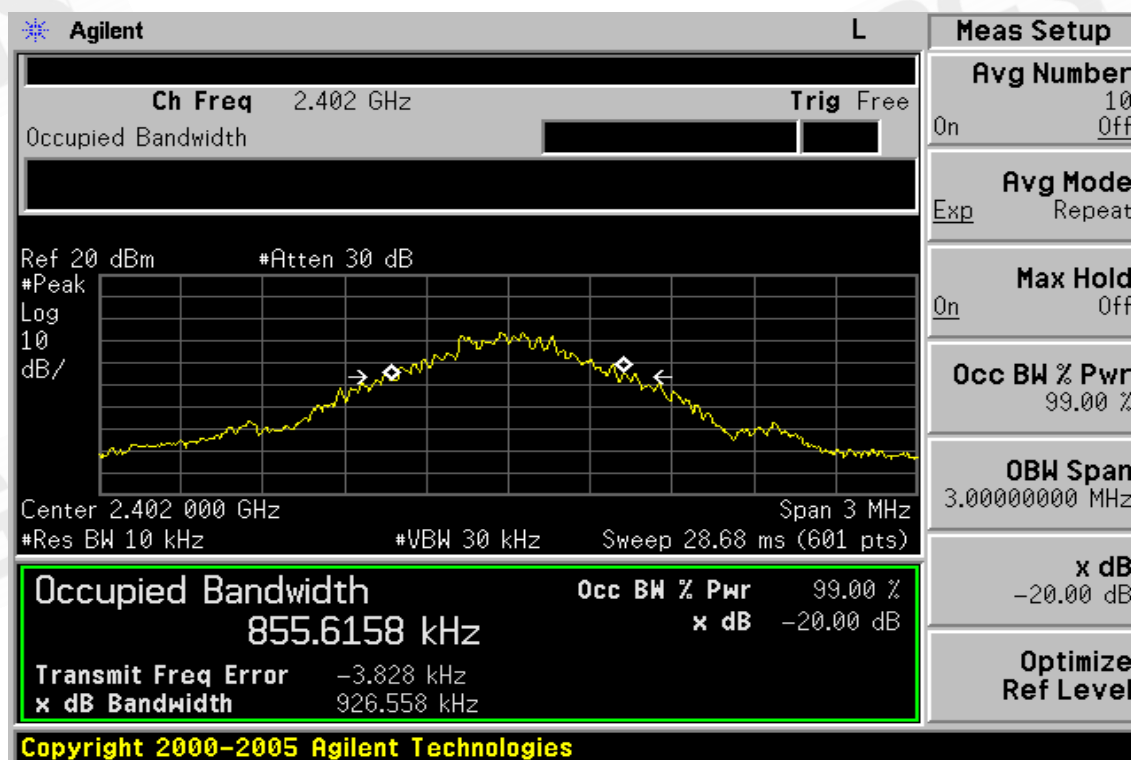 Agilent L
Ch Freq 2.402 GHz Trig Free
Occupied Bandwidth
Ref 20 dBm #Atten 30 dB
#Peak
Log
10
dB/
Center 2.402 000 GHz Span 3 MHz
#Res BW 10 kHz #VBW 30 kHz Sweep 28.68 ms (601 pts)
Occupied Bandwidth
855.6158 kHz
Occ BW % Pwr 99.00 %
x dB -20.00 dB
Transmit Freq Error -3.828 kHz
x dB Bandwidth 926.558 kHz
Copyright 2000-2005 Agilent Technologies
Meas Setup
Avg Number
10
On Off
Avg Mode
Exp Repeat
Max Hold
On Off
Occ BW % Pwr
99.00 %
OBW Span
3.00000000 MHz
x dB
-20.00 dB
Optimize
Ref Level